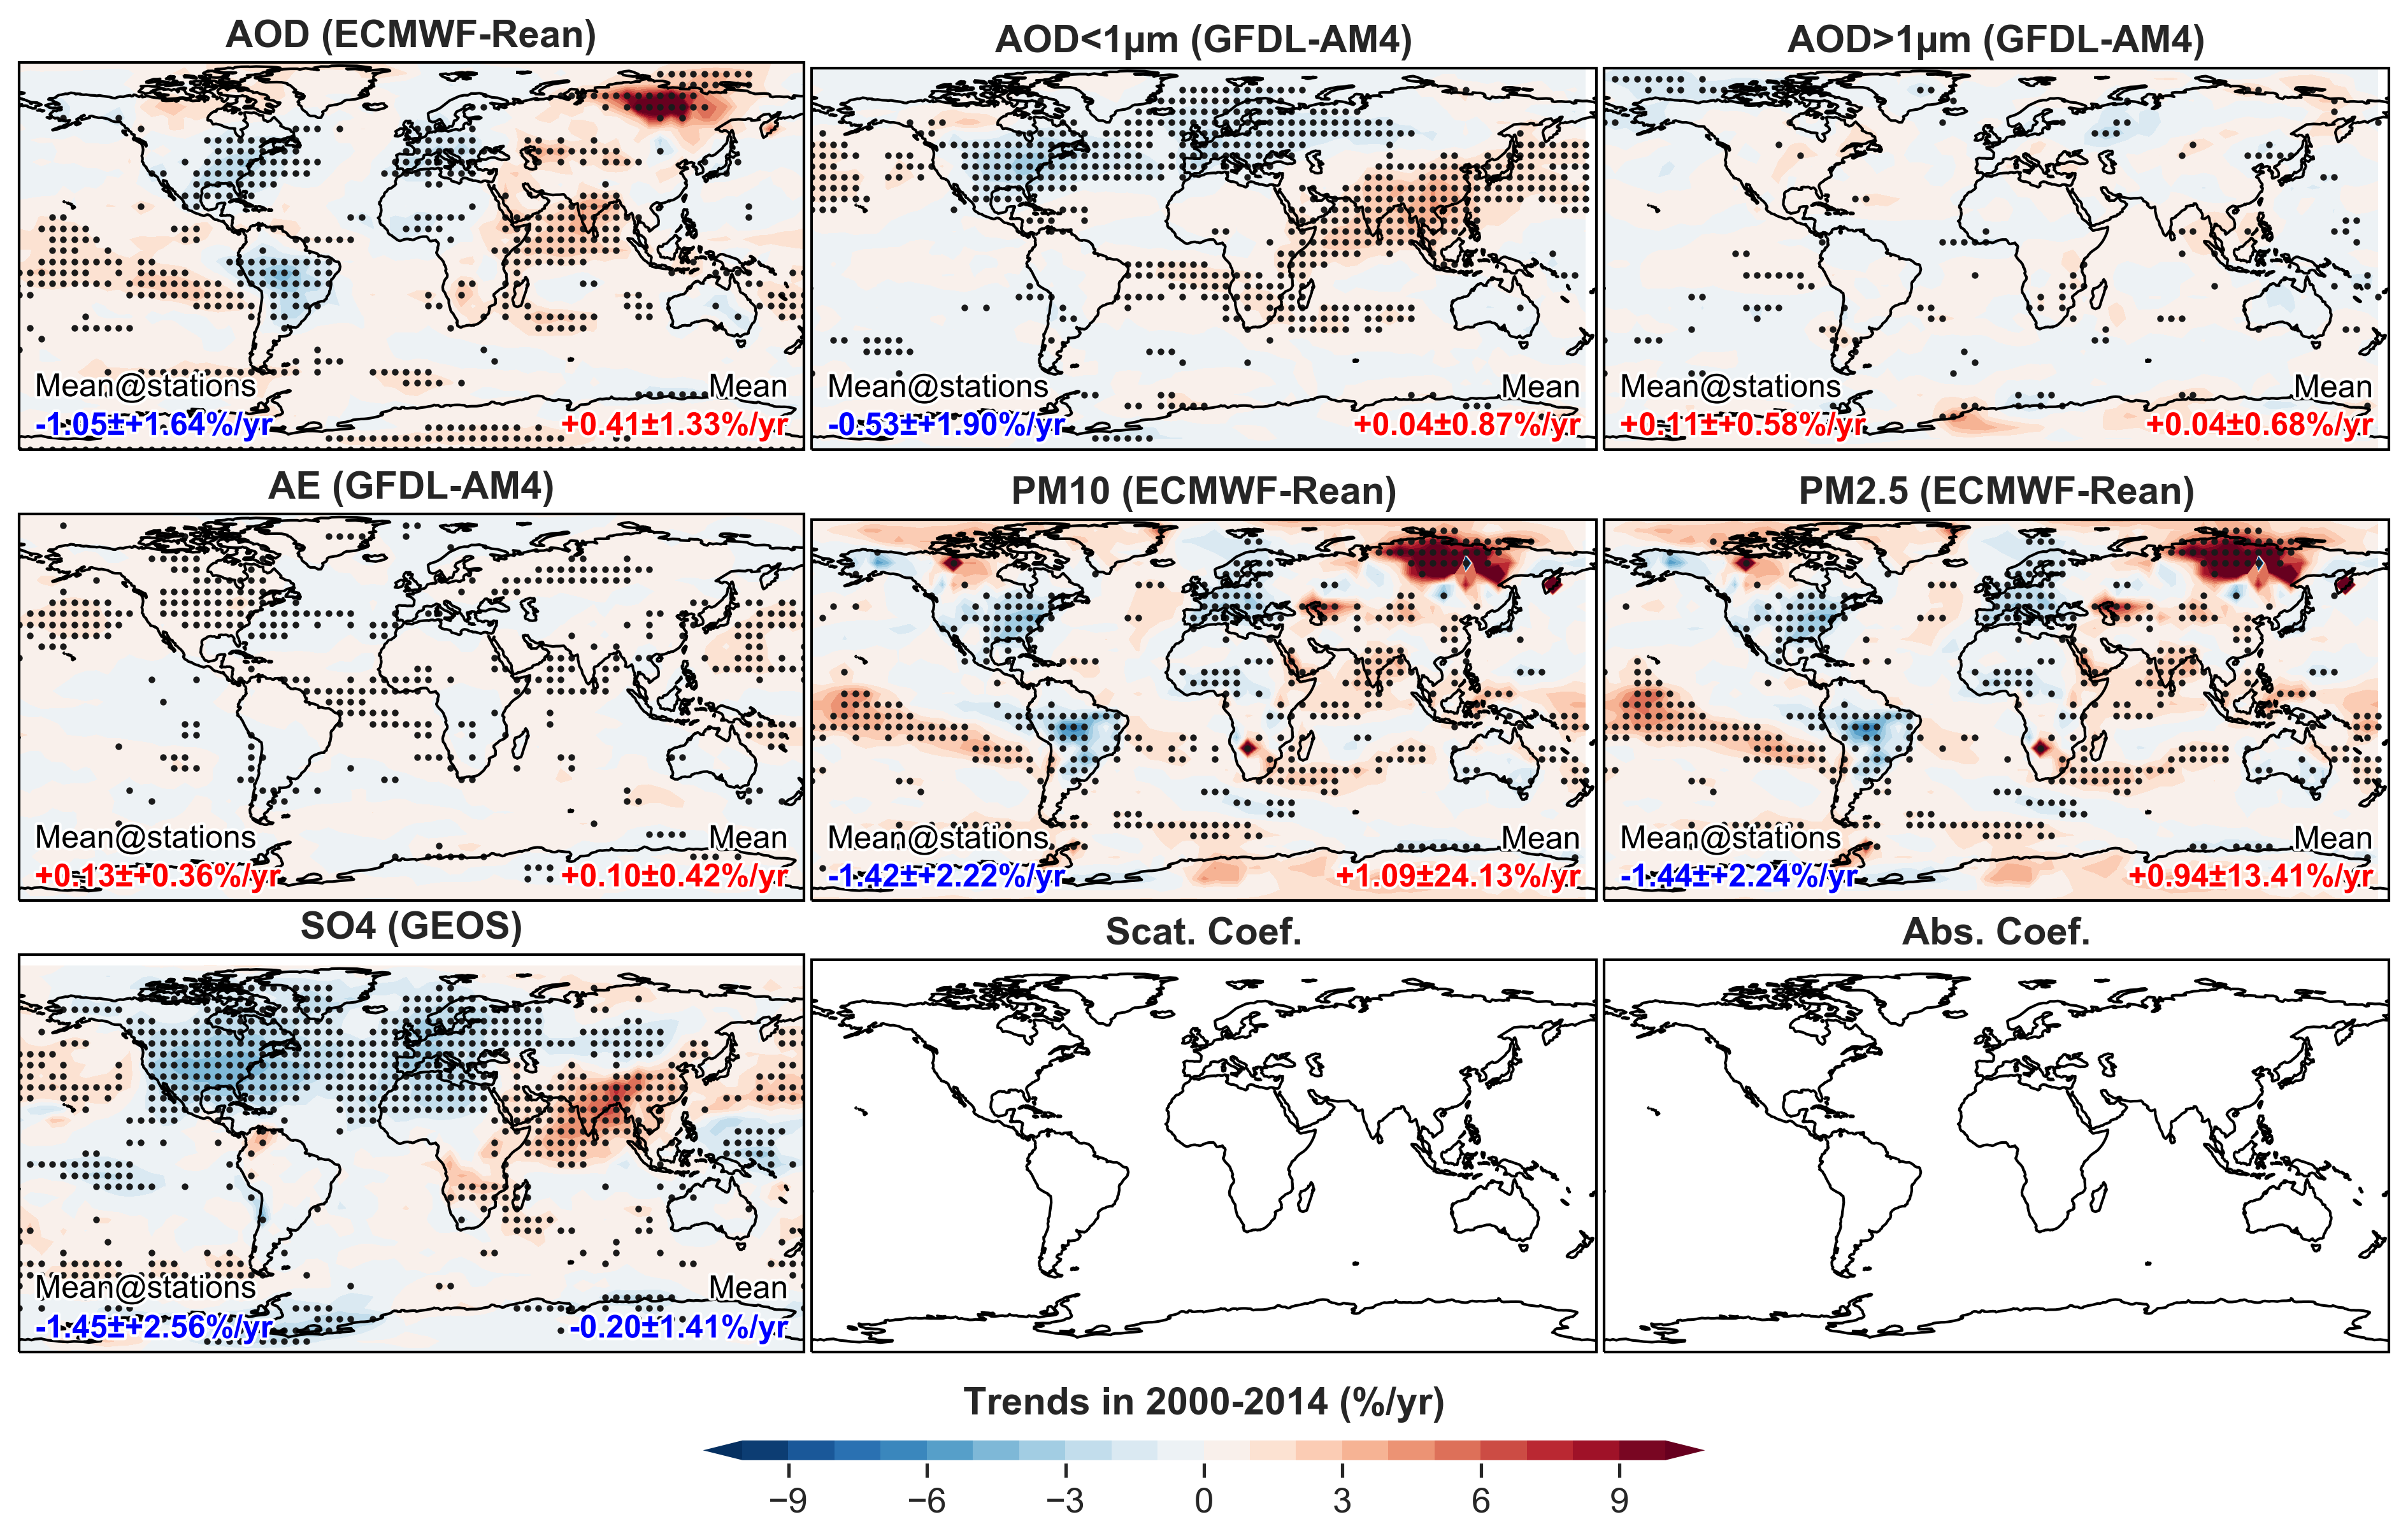 AOD (ECMWF-Rean)
AOD<1µm (GFDL-AM4)
AOD>1µm (GFDL-AM4)
Mean@stations
Mean
-1.05±+1.64%/yr
+0.41±1.33%/yr
Mean@stations
Mean
-0.53±+1.90%/yr
+0.04±0.87%/yr
Mean@stations
Mean
+0.11±+0.58%/yr
+0.04±0.68%/yr
AE (GFDL-AM4)
PM10 (ECMWF-Rean)
PM2.5 (ECMWF-Rean)
Mean@stations
Mean
+0.13±+0.36%/yr
+0.10±0.42%/yr
Mean@stations
Mean
-1.42±+2.22%/yr
+1.09±24.13%/yr
Mean@stations
Mean
-1.44±+2.24%/yr
+0.94±13.41%/yr
SO4 (GEOS)
Scat. Coef.
Abs. Coef.
Mean@stations
Mean
-1.45±+2.56%/yr
-0.20±1.41%/yr
Trends in 2000-2014 (%/yr)
−9 −6 −3 0 3 6 9